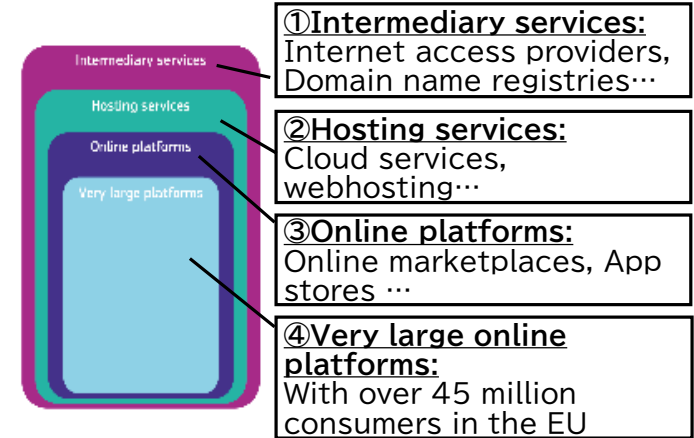 Intermediary services
Hosting services
Online platforms
Very large platforms
①Intermediary services:
Internet access providers,
Domain name registries…
②Hosting services:
Cloud services,
webhosting…
③Online platforms:
Online marketplaces, App
stores …
④Very large online
platforms:
With over 45 million
consumers in the EU